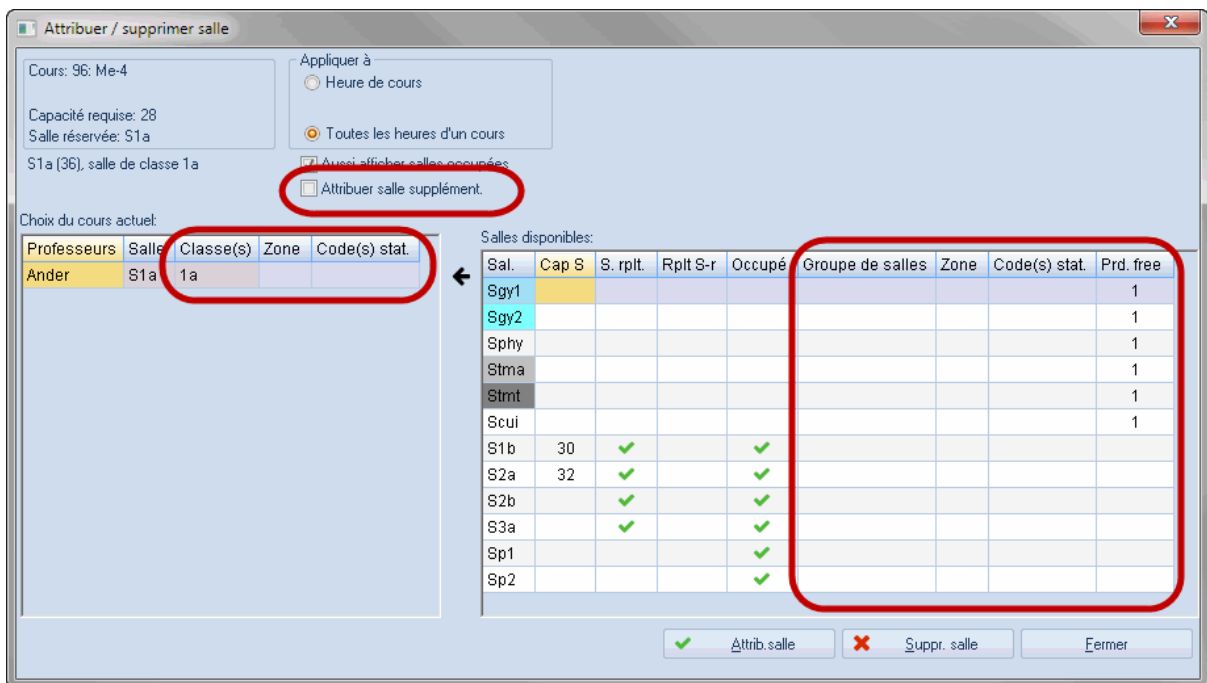 Attribuer / supprimer salle
Cours: 96: Me-4
Capacité requise: 28
Salle réservée: S1a
S1a (36), salle de classe 1a
Appliquer à
Heure de cours
Toutes les heures d'un cours
Aussi afficher salles occupées
Attribuer salle supplément.
Choix du cours actuel:
Professeurs Salle Classe(s) Zone Code(s) stat.
Ander S1a 1a
Salles disponibles:
Sal. Cap S S. rplt. Rplt S-r Occupé Groupe de salles Zone Code(s) stat. Prd. free
Sgy1 1
Sgy2 1
Sphy 1
Stma 1
Stmt 1
Scui 1
S1b 30
S2a 32
S2b
S3a
Sp1
Sp2
Attrib.salle Suppr. salle Fermer